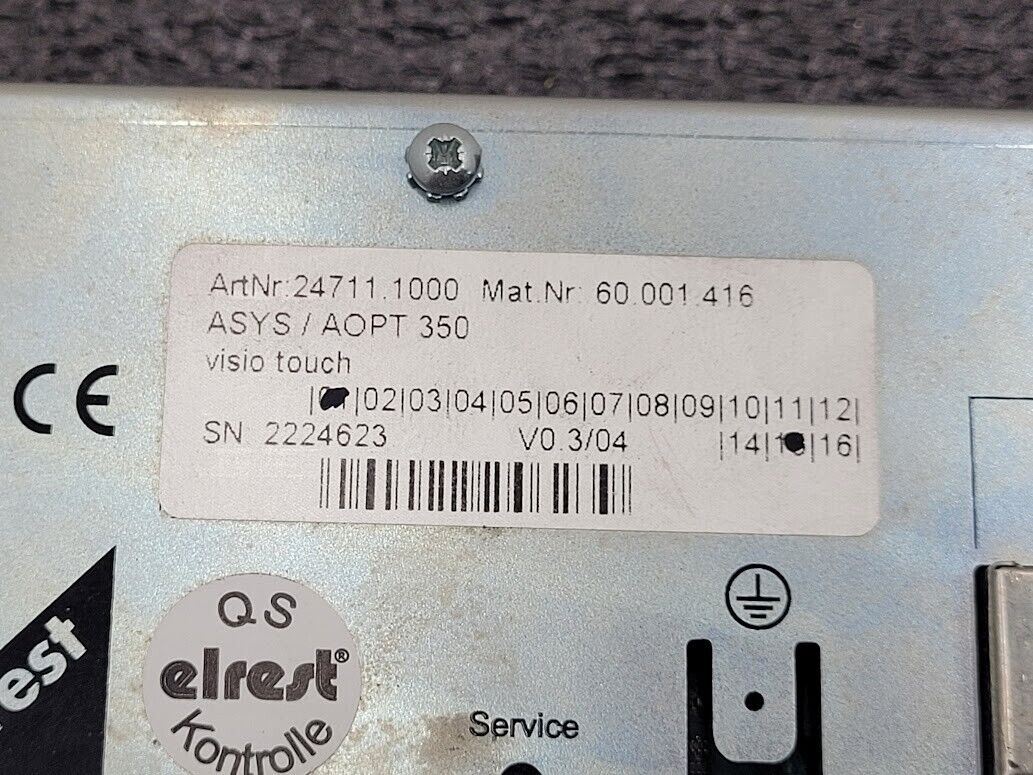 ArtNr:24711.1000 Mat.Nr: 60.001.416
ASYS / AOPT 350
visio touch
|02|03|04|05|06|07|08|09|10|11|12|
SN 2224623 V0.3/04 |14| |16|
CE
QS
elrest®
Kontrolle
est
Service